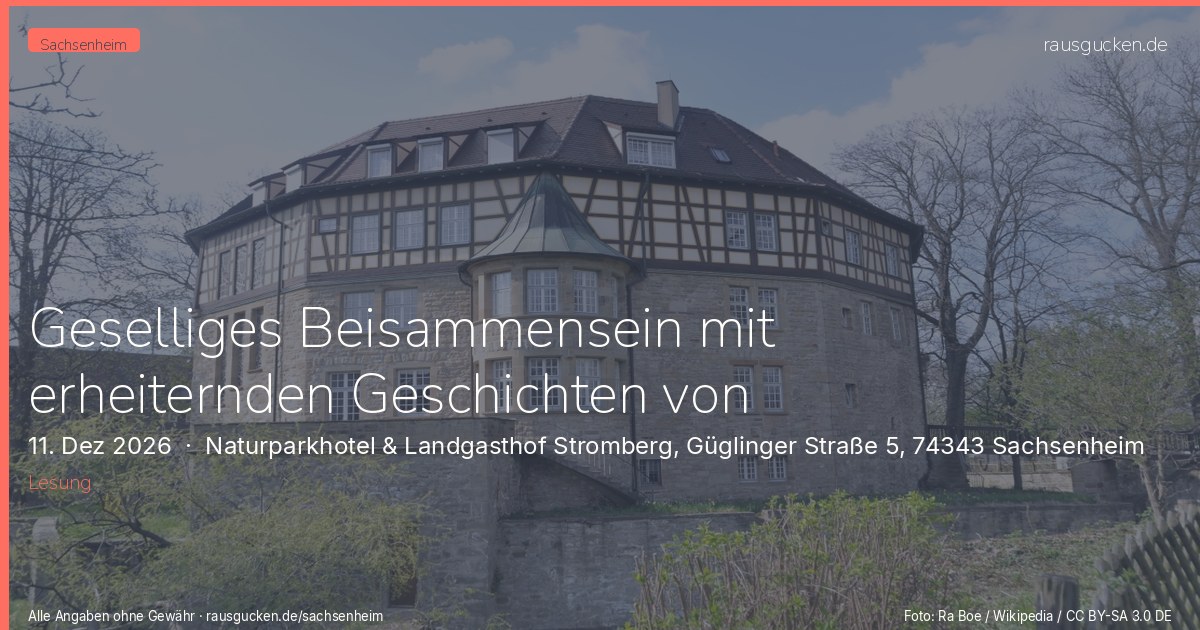 Sachsenheim
rausgucken.de
Geselliges Beisammensein mit
erheiternden Geschichten von
11. Dez 2026 · Naturparkhotel & Landgasthof Stromberg, Güglinger Straße 5, 74343 Sachsenheim
Lesung
Alle Angaben ohne Gewähr · rausgucken.de/sachsenheim
Foto: Ra Boe / Wikipedia / CC BY-SA 3.0 DE